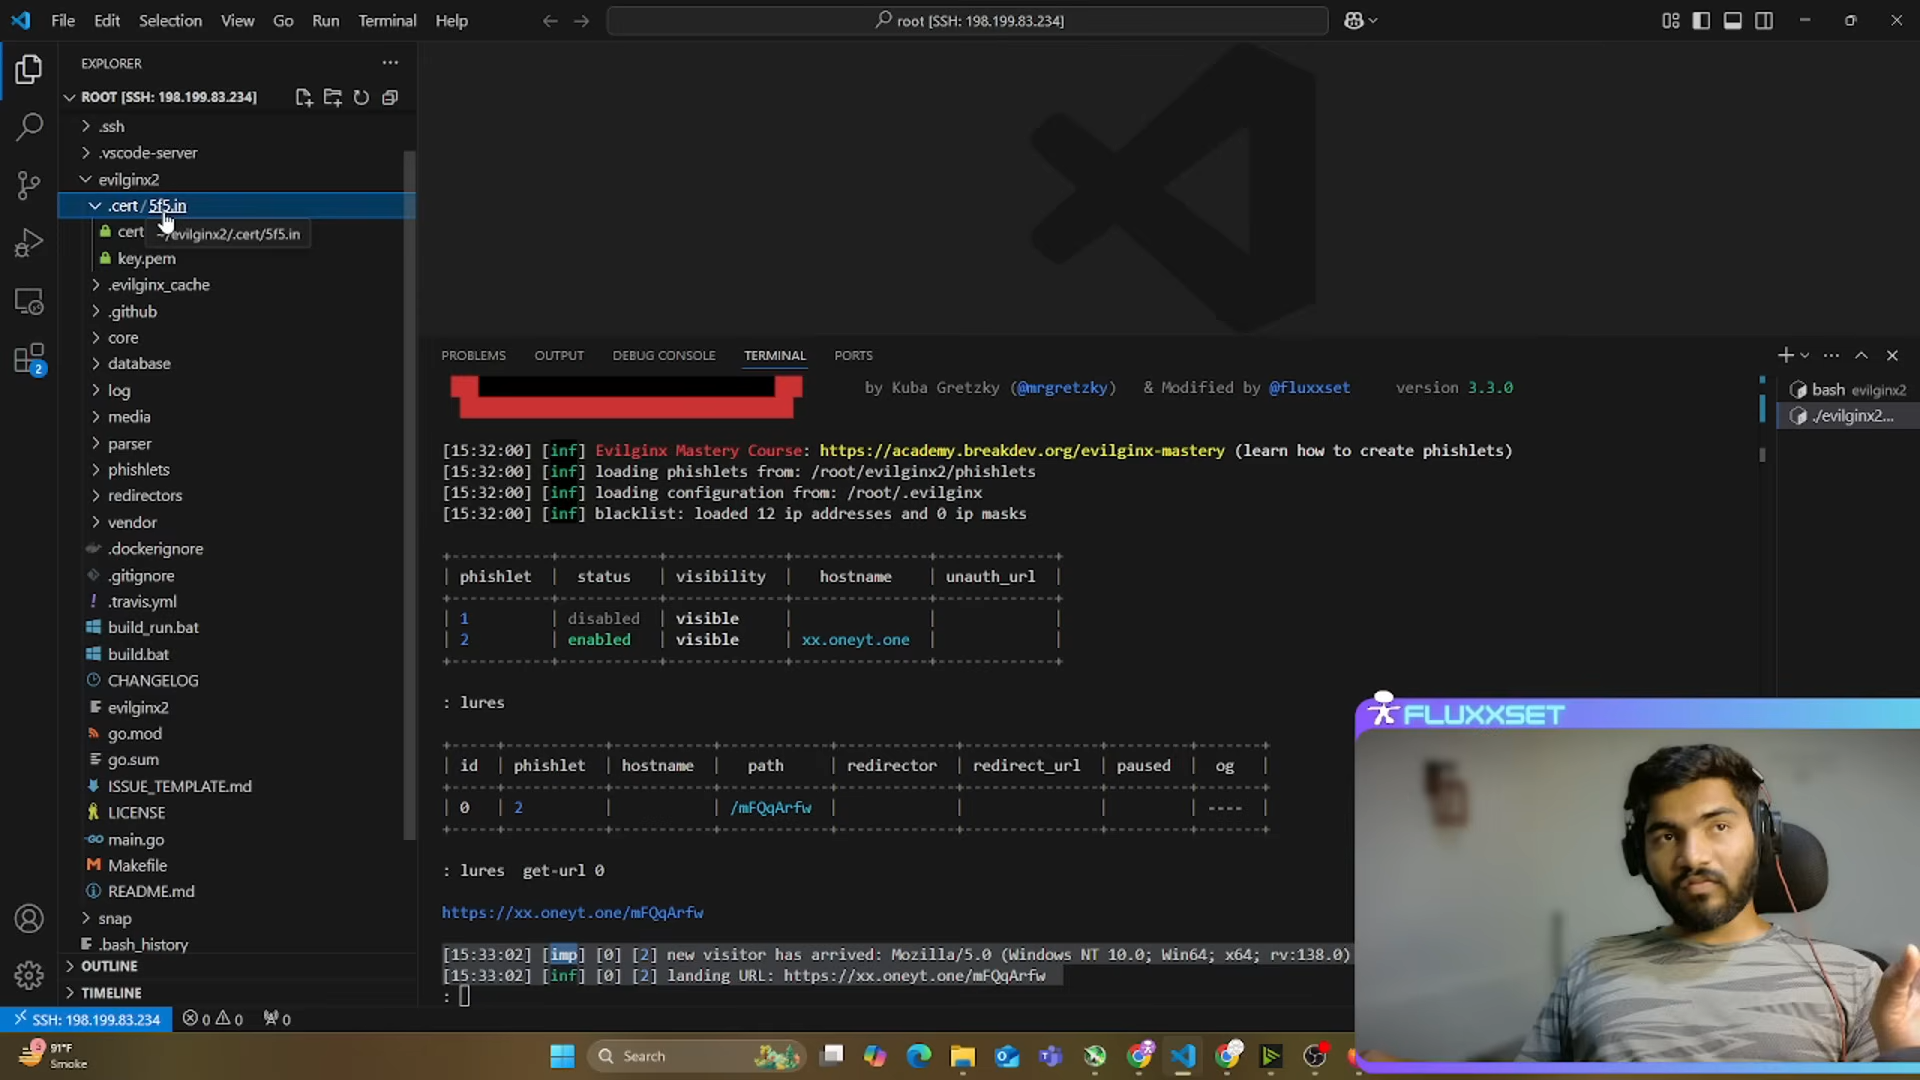 File Edit Selection View Go Run Terminal Help
root [SSH: 198.199.83.234]
EXPLORER
ROOT [SSH: 198.199.83.234]
.ssh
.vscode-server
evilginx2
.cert / 5f5.in
cert
~/evilginx2/.cert/5f5.in
key.pem
.evilginx_cache
.github
core
database
log
media
parser
phishlets
redirectors
vendor
.dockerignore
.gitignore
! .travis.yml
build_run.bat
build.bat
CHANGELOG
evilginx2
go.mod
go.sum
ISSUE_TEMPLATE.md
LICENSE
main.go
Makefile
README.md
snap
.bash_history
OUTLINE
TIMELINE
2
PROBLEMS OUTPUT DEBUG CONSOLE TERMINAL PORTS
by Kuba Gretzky (@mrgretzky) & Modified by @fluxxset version 3.3.0
[15:32:00] [inf] Evilginx Mastery Course: https://academy.breakdev.org/evilginx-mastery (learn how to create phishlets)
[15:32:00] [inf] loading phishlets from: /root/evilginx2/phishlets
[15:32:00] [inf] loading configuration from: /root/.evilginx
[15:32:00] [inf] blacklist: loaded 12 ip addresses and 0 ip masks
phishlet status visibility hostname unauth_url
1 disabled visible
2 enabled visible xx.oneyt.one
: lures
id phishlet hostname path redirector redirect_url paused og
0 2 /mFQqArfw ----
: lures get-url 0
https://xx.oneyt.one/mFQqArfw
[15:33:02] [imp] [0] [2] new visitor has arrived: Mozilla/5.0 (Windows NT 10.0; Win64; x64; rv:138.0)
[15:33:02] [inf] [0] [2] landing URL: https://xx.oneyt.one/mFQqArfw
:
bash evilginx2
./evilginx2...
FLUXXSET
SSH: 198.199.83.234 0 0 0
91°F
Smoke
Search